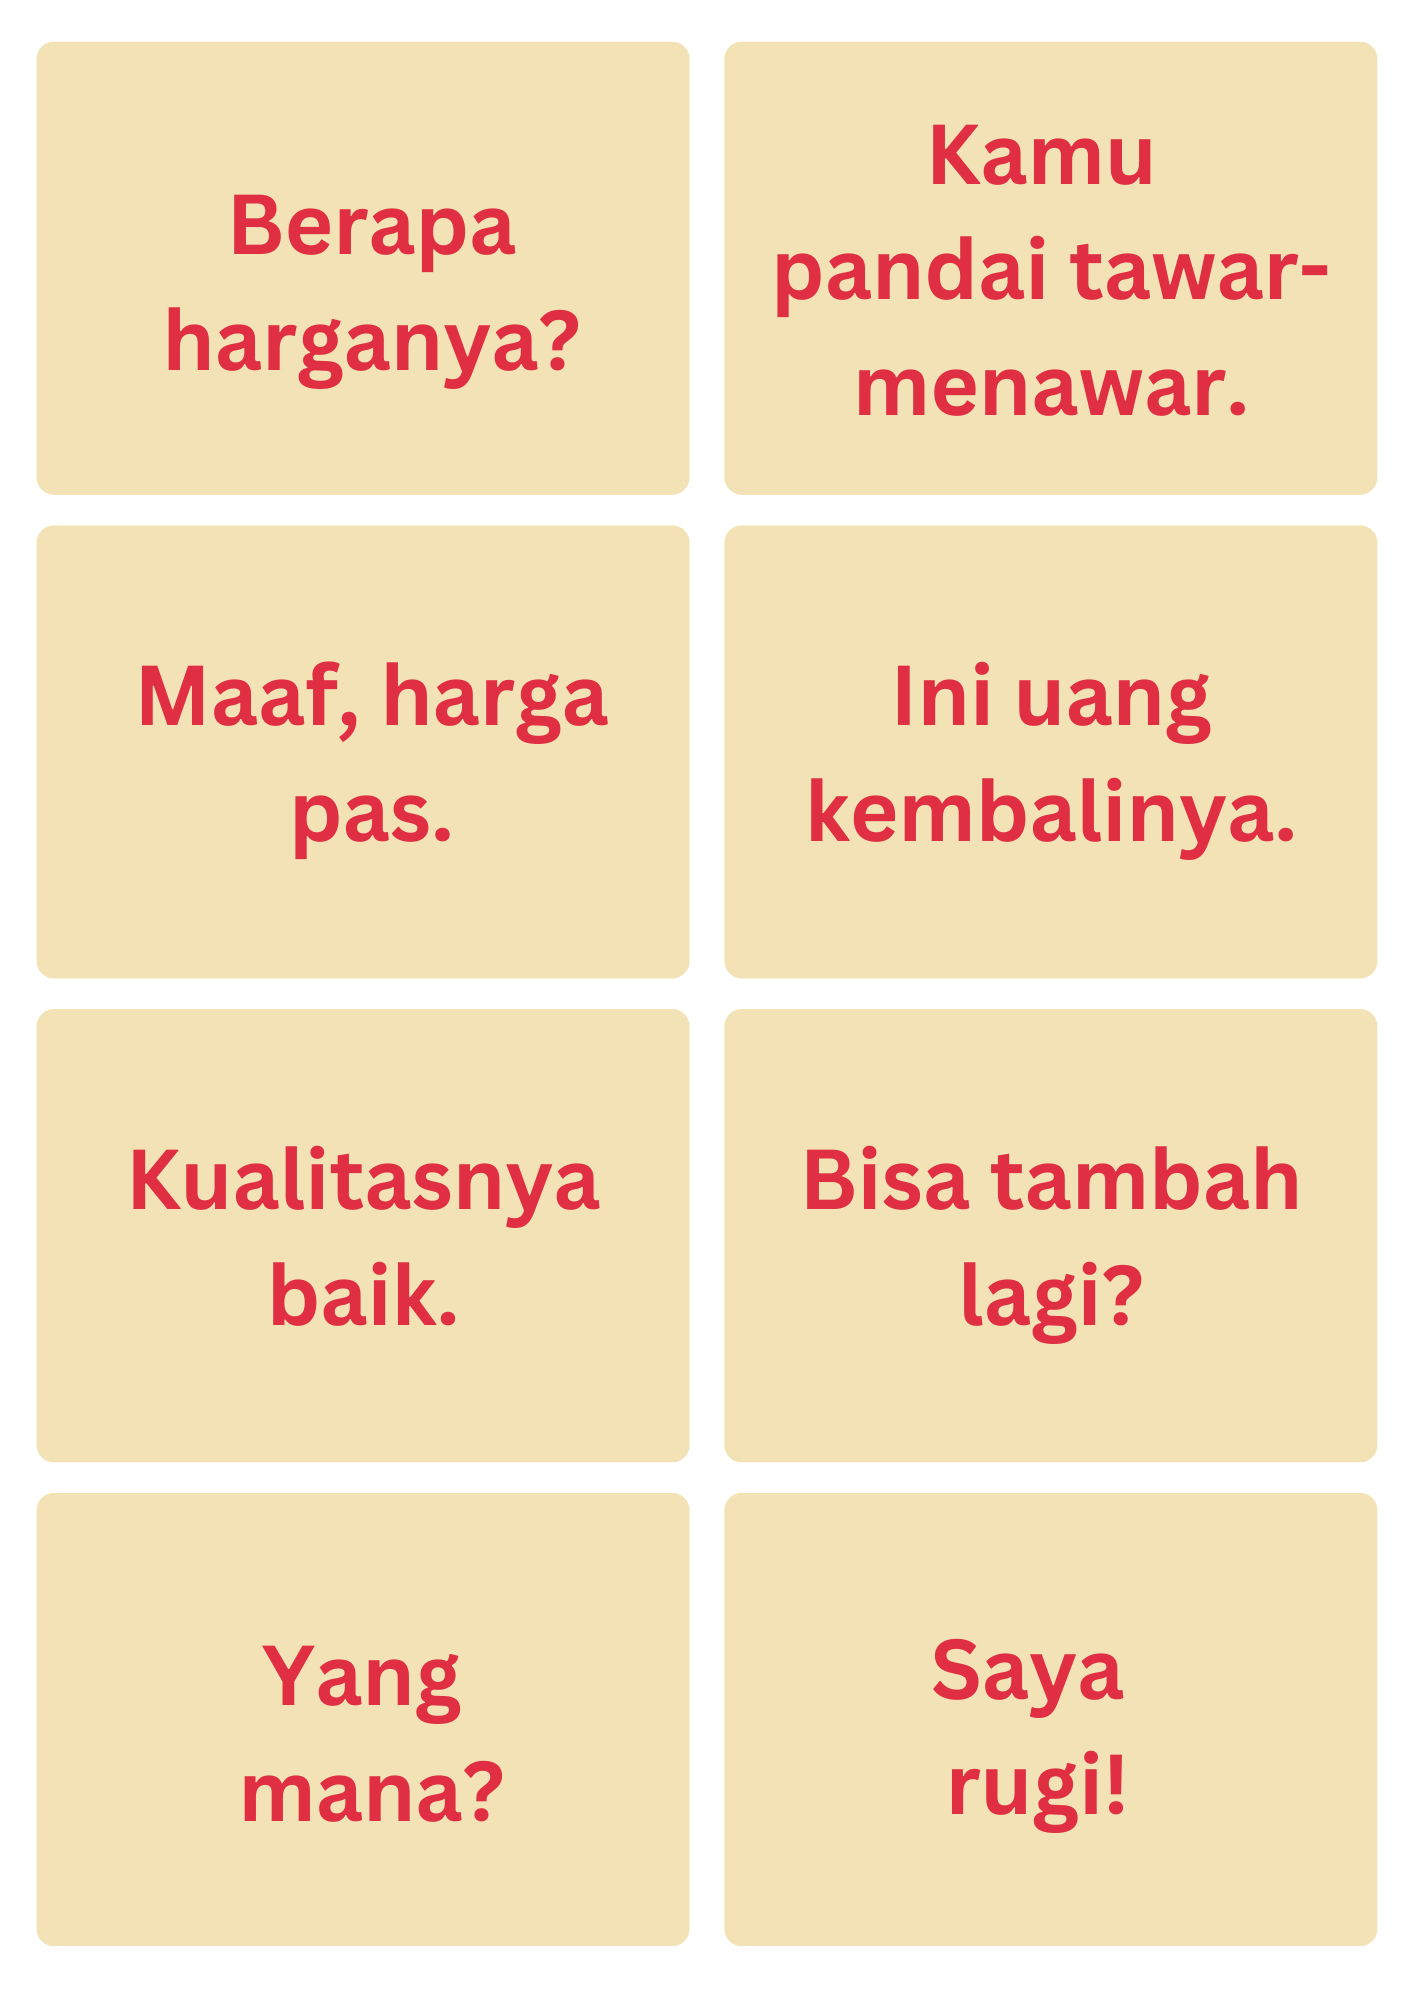 Berapa
harganya?
Kamu
pandai tawar-
menawar.
Maaf, harga
pas.
Ini uang
kembalinya.
Kualitasnya
baik.
Bisa tambah
lagi?
Yang
mana?
Saya
rugi!